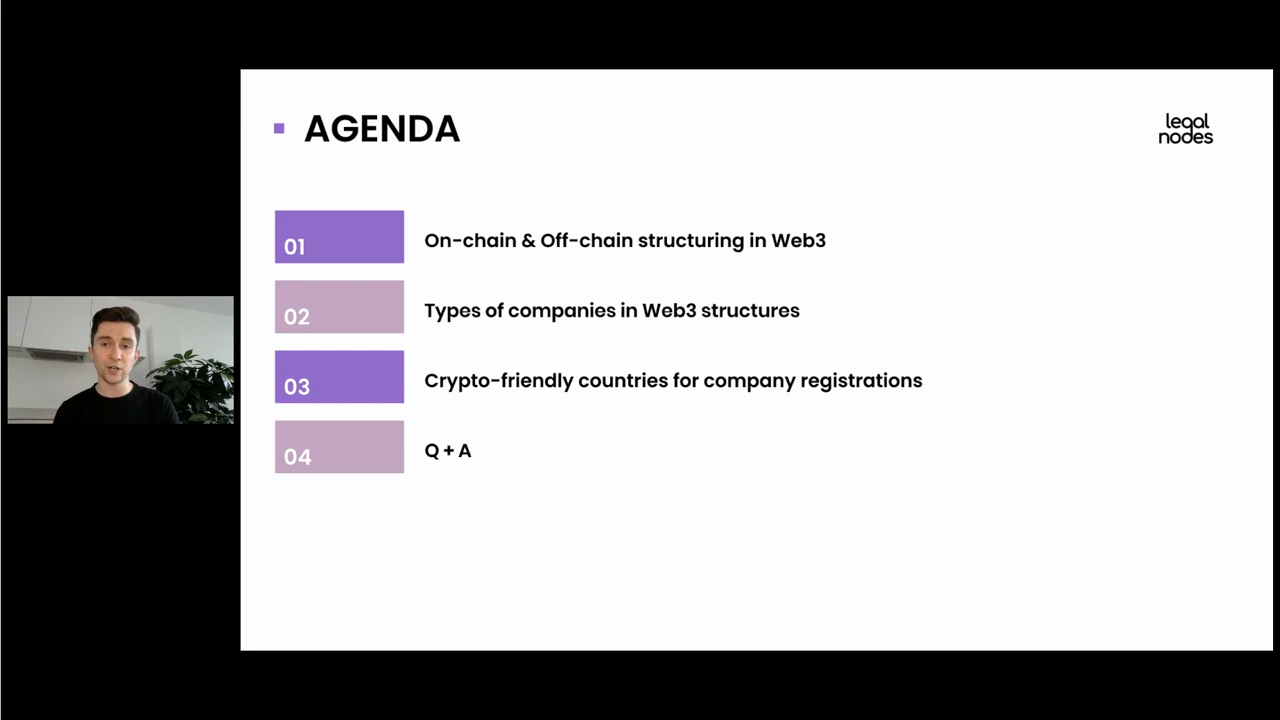 AGENDA
legal
nodes
01
On-chain & Off-chain structuring in Web3
02
Types of companies in Web3 structures
03
Crypto-friendly countries for company registrations
04
Q + A